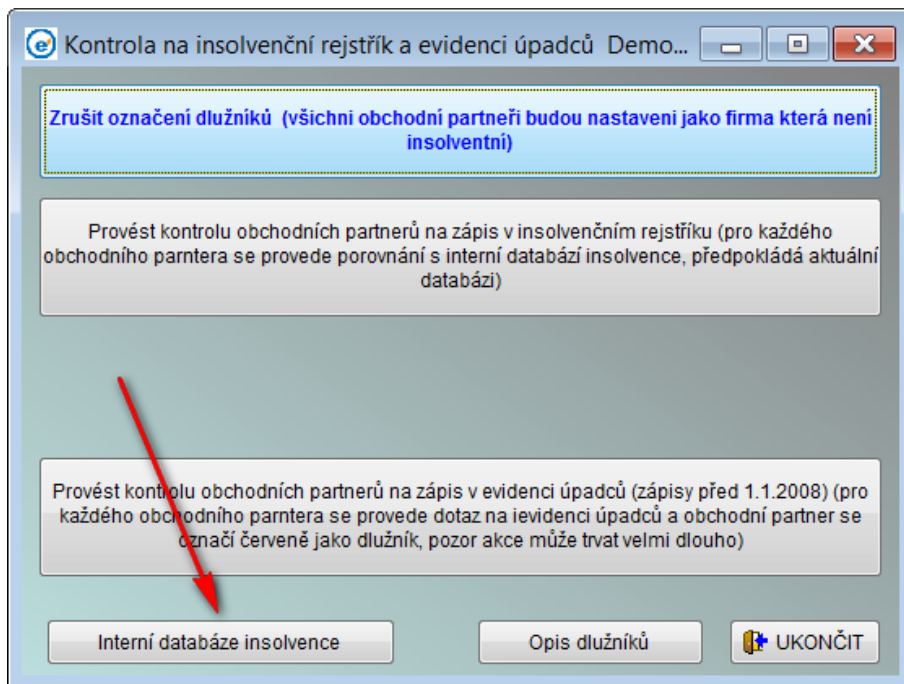 Kontrola na insolvenční rejstřík a evidenci úpadců Demo...
Zrušit označení dlužníků (všichni obchodní partneři budou nastaveni jako firma která není
insolventní)
Provést kontrolu obchodních partnerů na zápis v insolvenčním rejstříku (pro každého
obchodního parntera se provede porovnání s interní databází insolvence, předpokládá aktuální
databázi)
Provést kontrolu obchodních partnerů na zápis v evidenci úpadců (zápisy před 1.1.2008) (pro
každého obchodního parntera se provede dotaz na ievidenci úpadců a obchodní partner se
označí červeně jako dlužník, pozor akce může trvat velmi dlouho)
Interní databáze insolvence
Opis dlužníků
UKONČIT